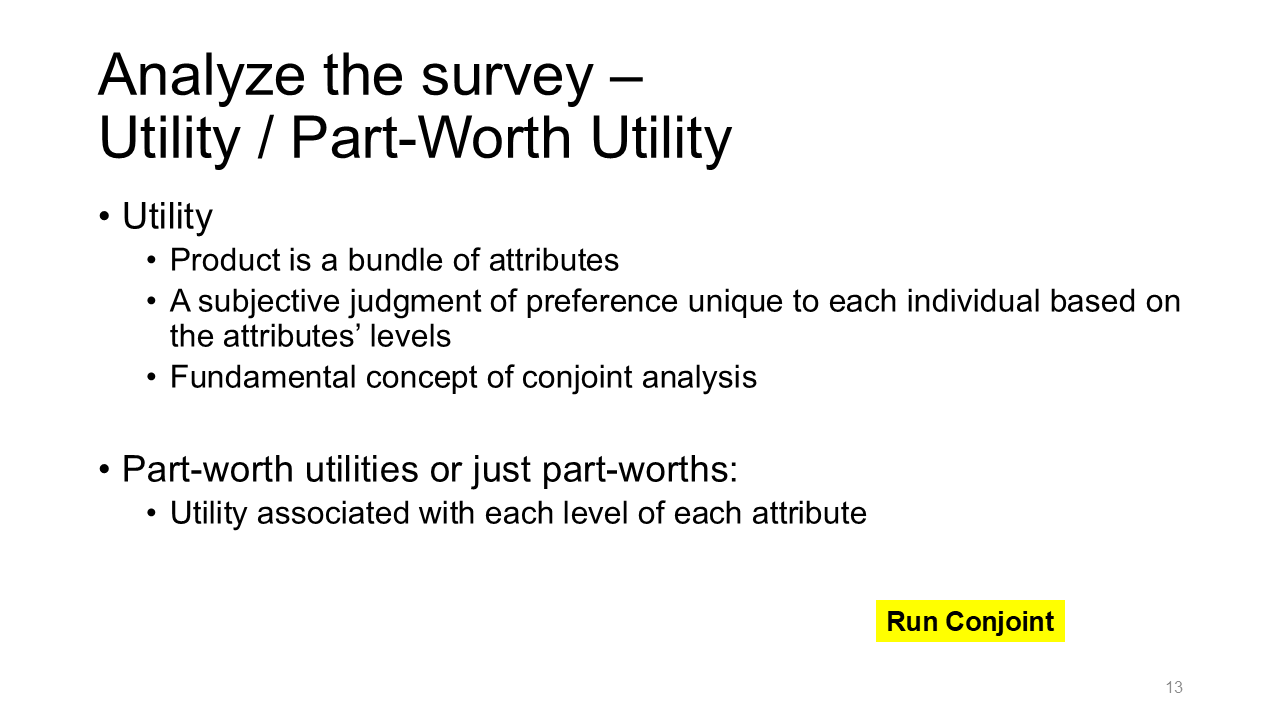 Analyze the survey –
Utility / Part-Worth Utility
• Utility
• Product is a bundle of attributes
• A subjective judgment of preference unique to each individual based on
the attributes’ levels
• Fundamental concept of conjoint analysis
• Part-worth utilities or just part-worths:
• Utility associated with each level of each attribute
Run Conjoint
13